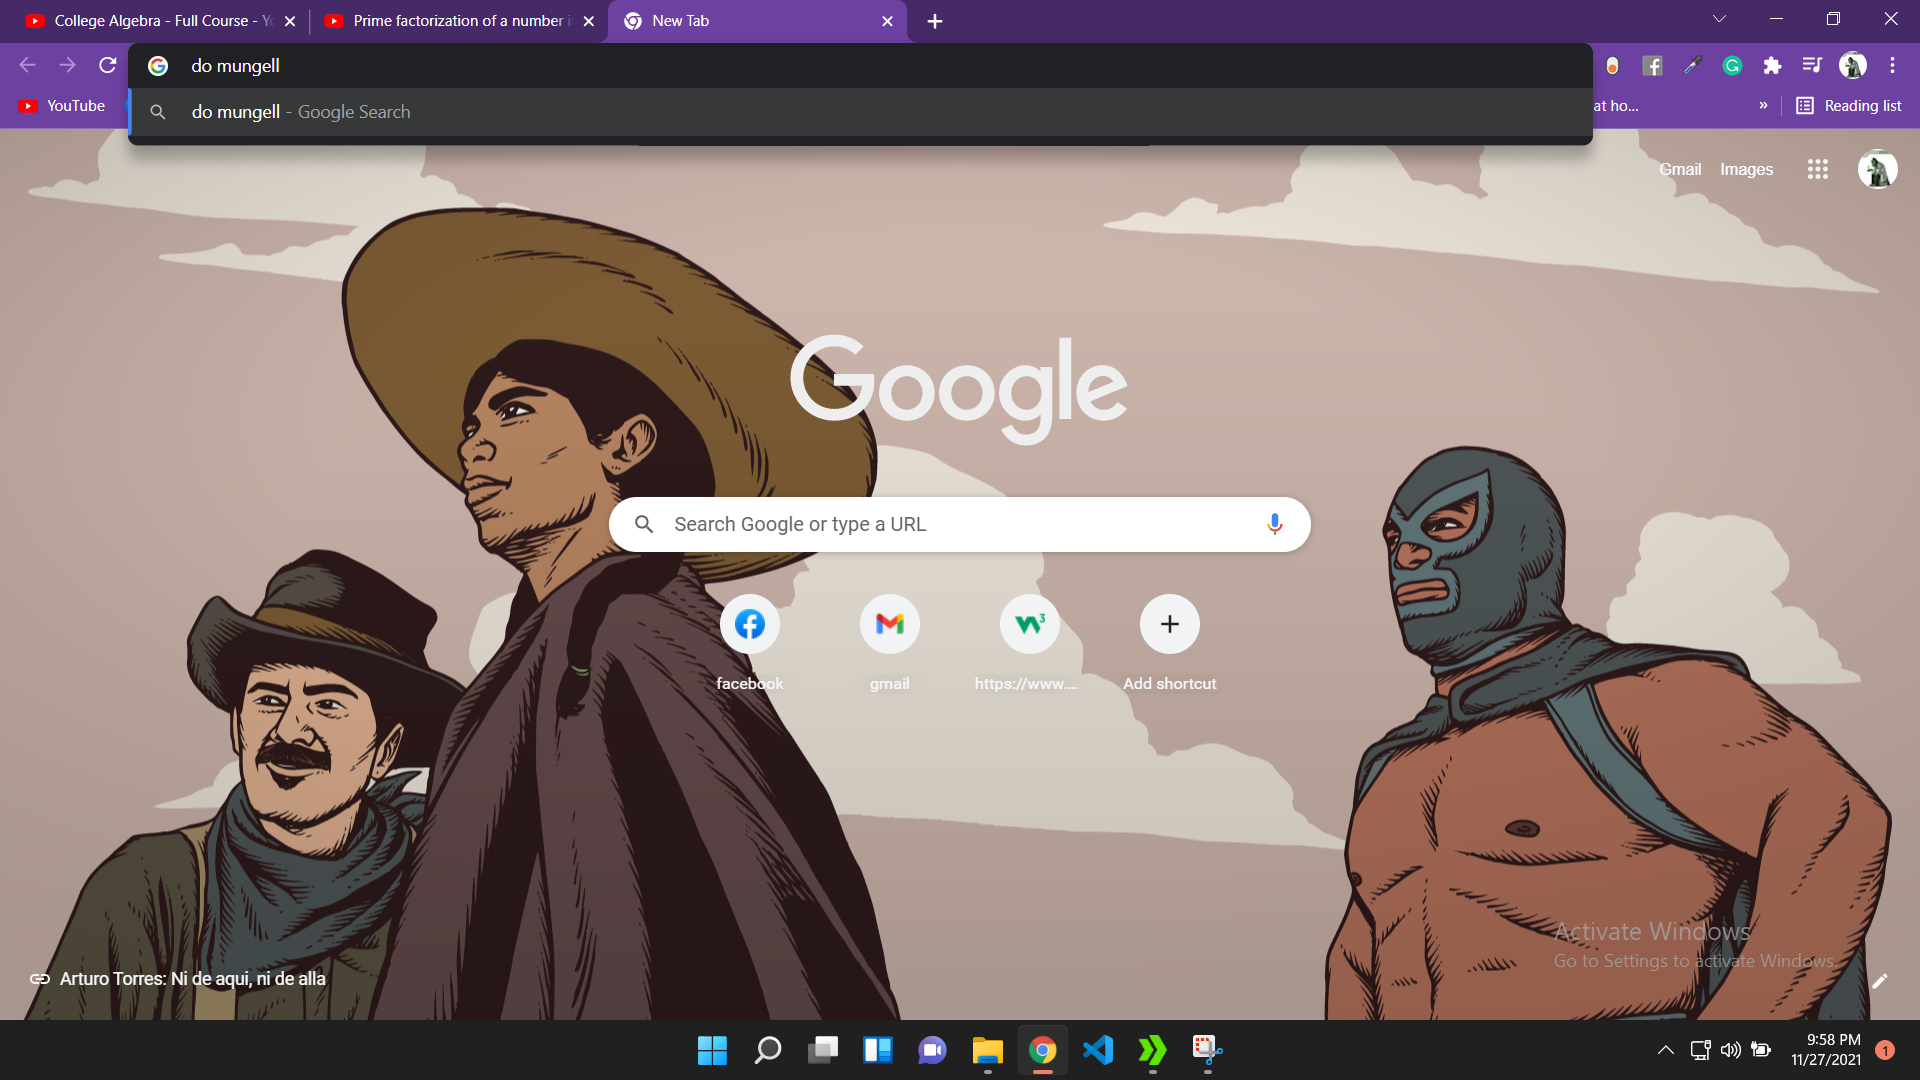 College Algebra - Full Course - Yo
Prime factorization of a number i
New Tab
do mungell
do mungell - Google Search
YouTube
at ho...
»
Reading list
Gmail
Images
Google
Search Google or type a URL
facebook
gmail
https://www....
Add shortcut
Activate Windows
Go to Settings to activate Windows.
Arturo Torres: Ni de aqui, ni de alla
9:58 PM
11/27/2021
1